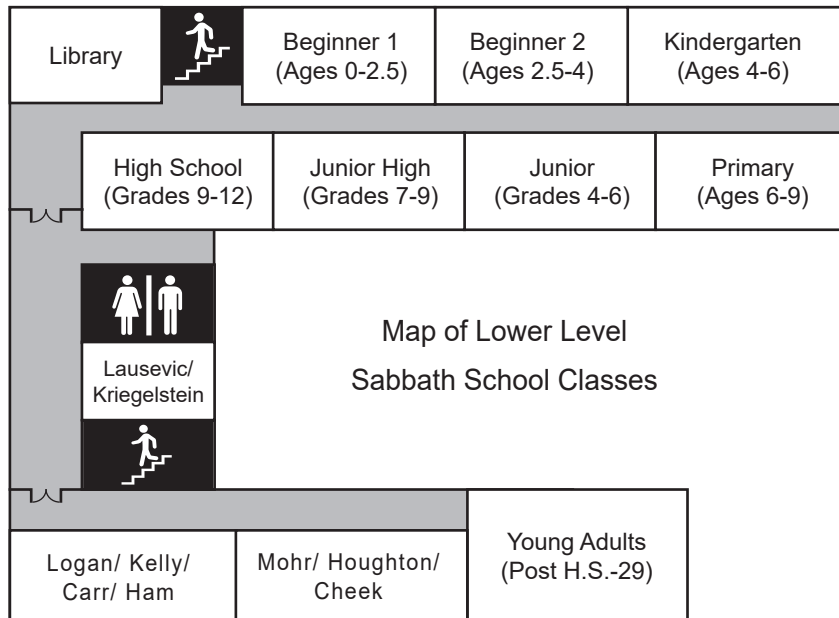 Library
Beginner 1
(Ages 0-2.5)
Beginner 2
(Ages 2.5-4)
Kindergarten
(Ages 4-6)
High School
(Grades 9-12)
Junior High
(Grades 7-9)
Junior
(Grades 4-6)
Primary
(Ages 6-9)
Map of Lower Level
Sabbath School Classes
Lausevic/
Kriegelstein
Logan/ Kelly/
Carr/ Ham
Mohr/ Houghton/
Cheek
Young Adults
(Post H.S.-29)